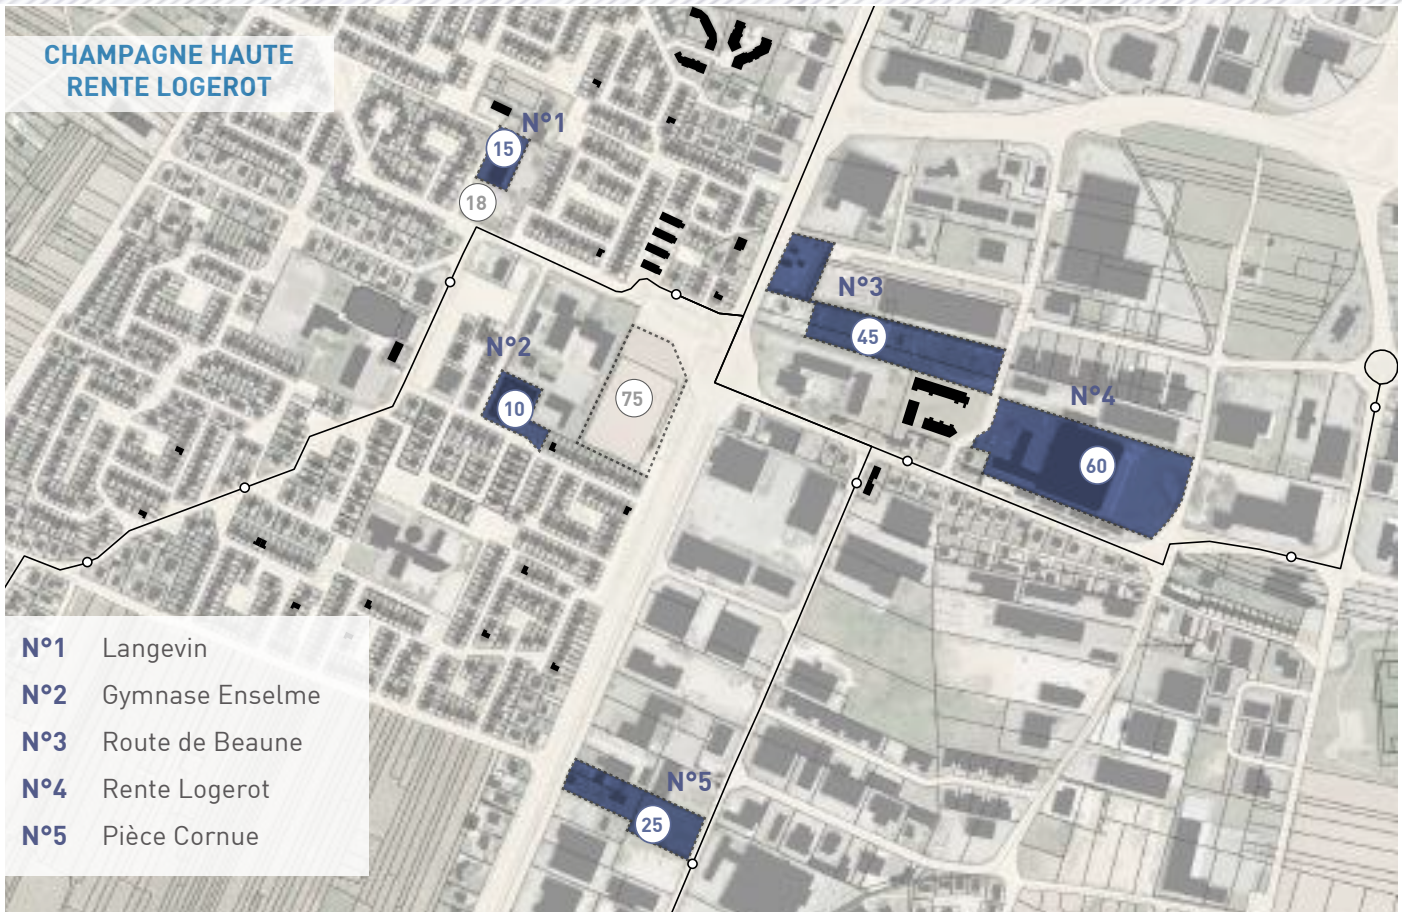 CHAMPAGNE HAUTE
RENTE LOGEROT
N°1
15
18
N°3
45
N°2
75
10
N°4
60
N°5
25
N°1 Langevin
N°2 Gymnase Enselme
N°3 Route de Beaune
N°4 Rente Logerot
N°5 Pièce Cornue